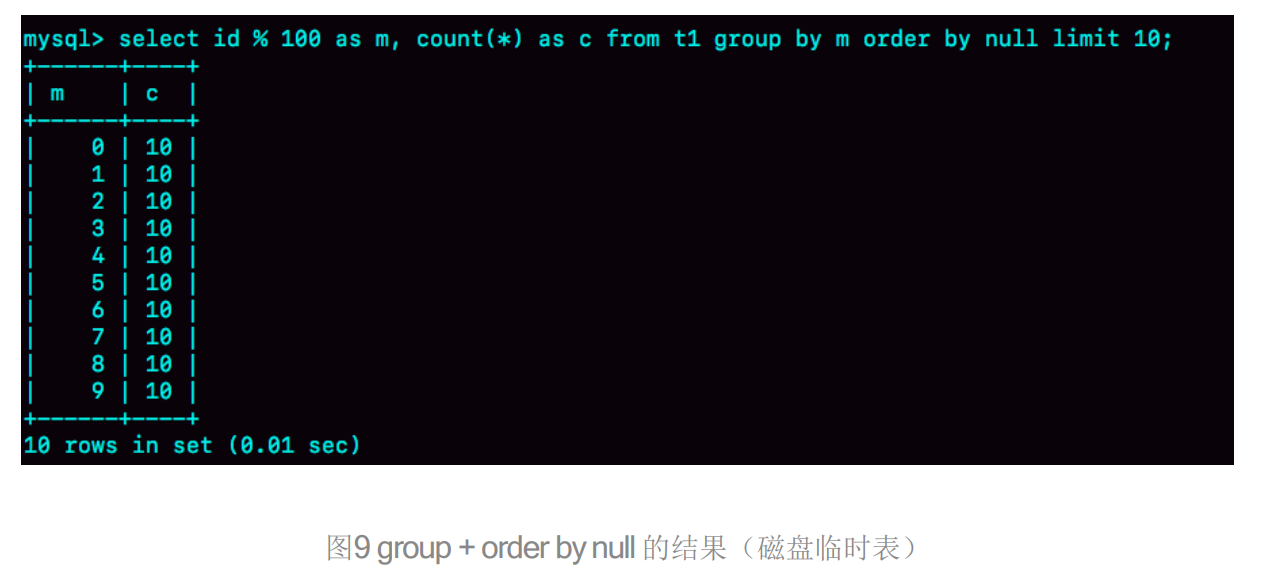 mysql> select id % 100 as m, count(*) as c from t1 group by m order by null limit 10;
+------+----+
| m    | c  |
+------+----+
|    0 | 10 |
|    1 | 10 |
|    2 | 10 |
|    3 | 10 |
|    4 | 10 |
|    5 | 10 |
|    6 | 10 |
|    7 | 10 |
|    8 | 10 |
|    9 | 10 |
+------+----+
10 rows in set (0.01 sec)
图9 group + order by null 的结果（磁盘临时表）